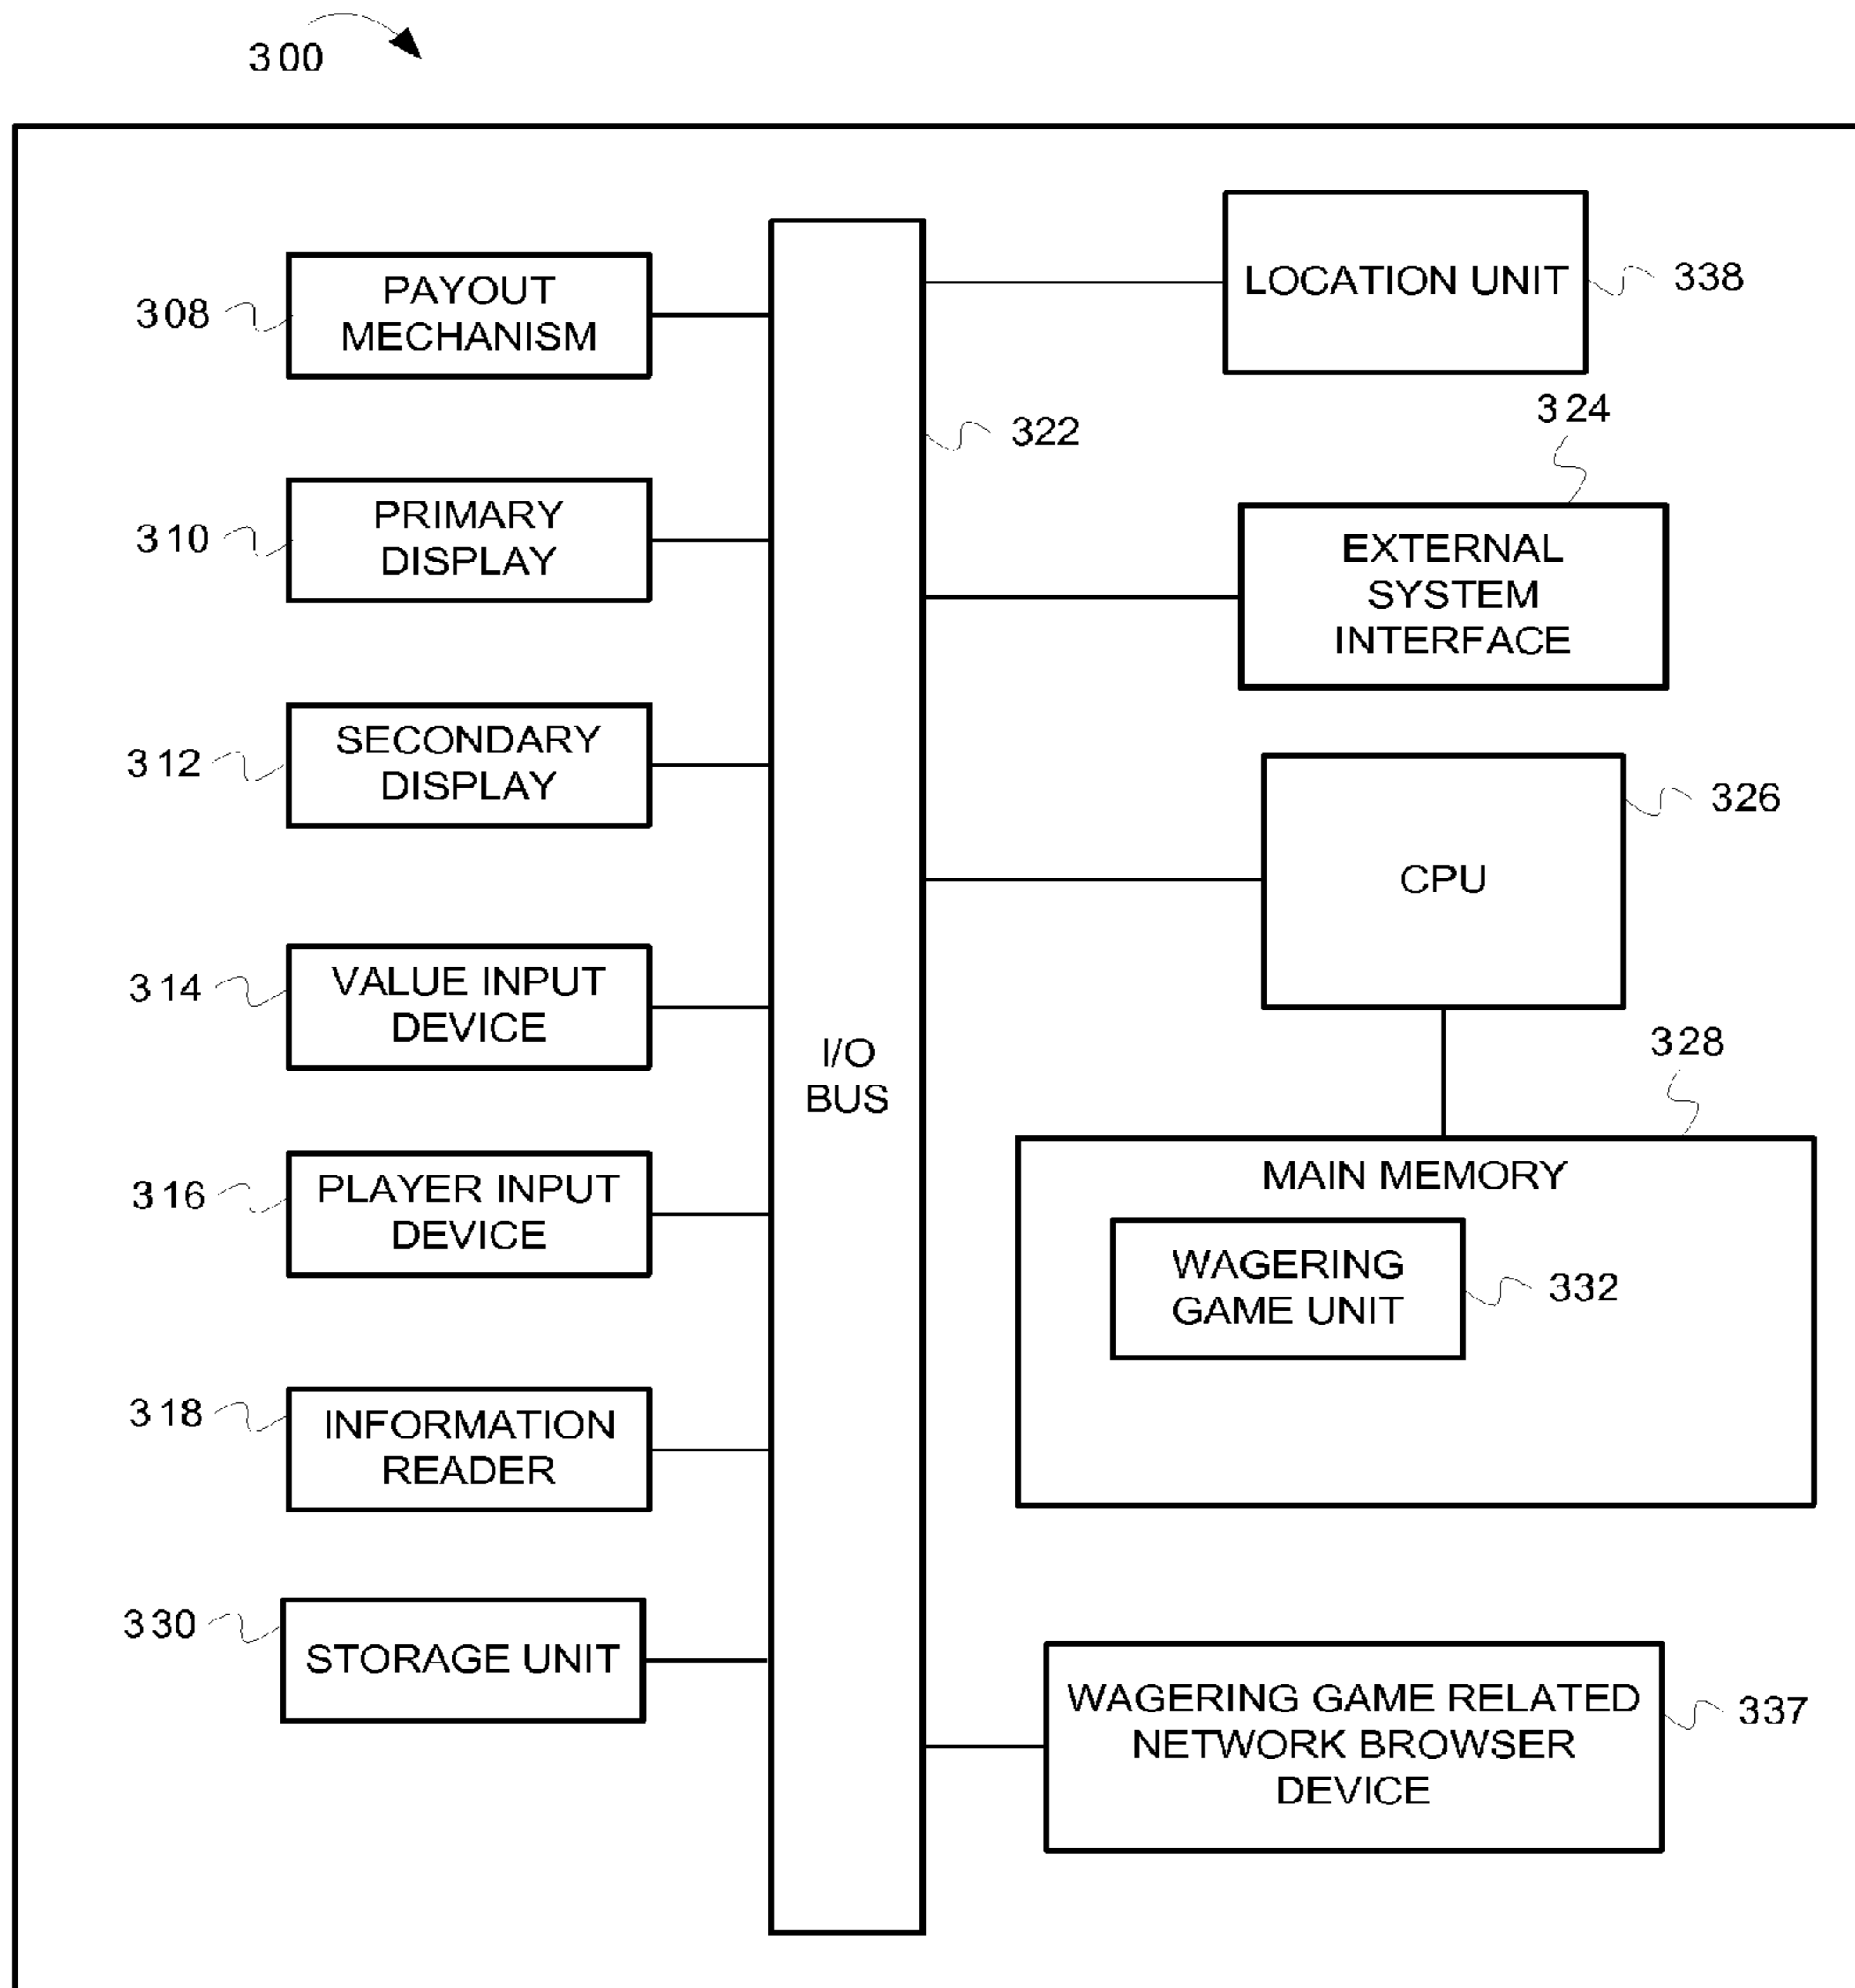 300
308
PAYOUT
MECHANISM
310
PRIMARY
DISPLAY
312
SECONDARY
DISPLAY
314
VALUE INPUT
DEVICE
316
PLAYER INPUT
DEVICE
318
INFORMATION
READER
330
STORAGE UNIT
I/O
BUS
322
LOCATION UNIT
338
324
EXTERNAL
SYSTEM
INTERFACE
326
CPU
328
MAIN MEMORY
WAGERING
GAME UNIT
332
WAGERING GAME RELATED
NETWORK BROWSER
DEVICE
337